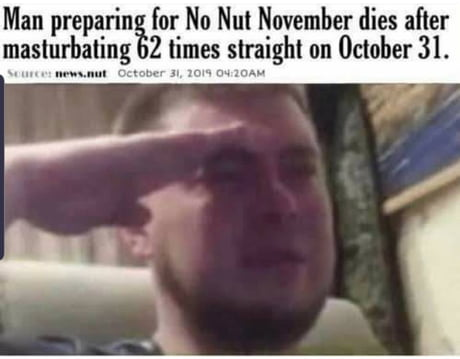 Man preparing for No Nut November dies after
masturbating 62 times straight on October 31.
Source: news.nut October 31, 2019 04:20AM